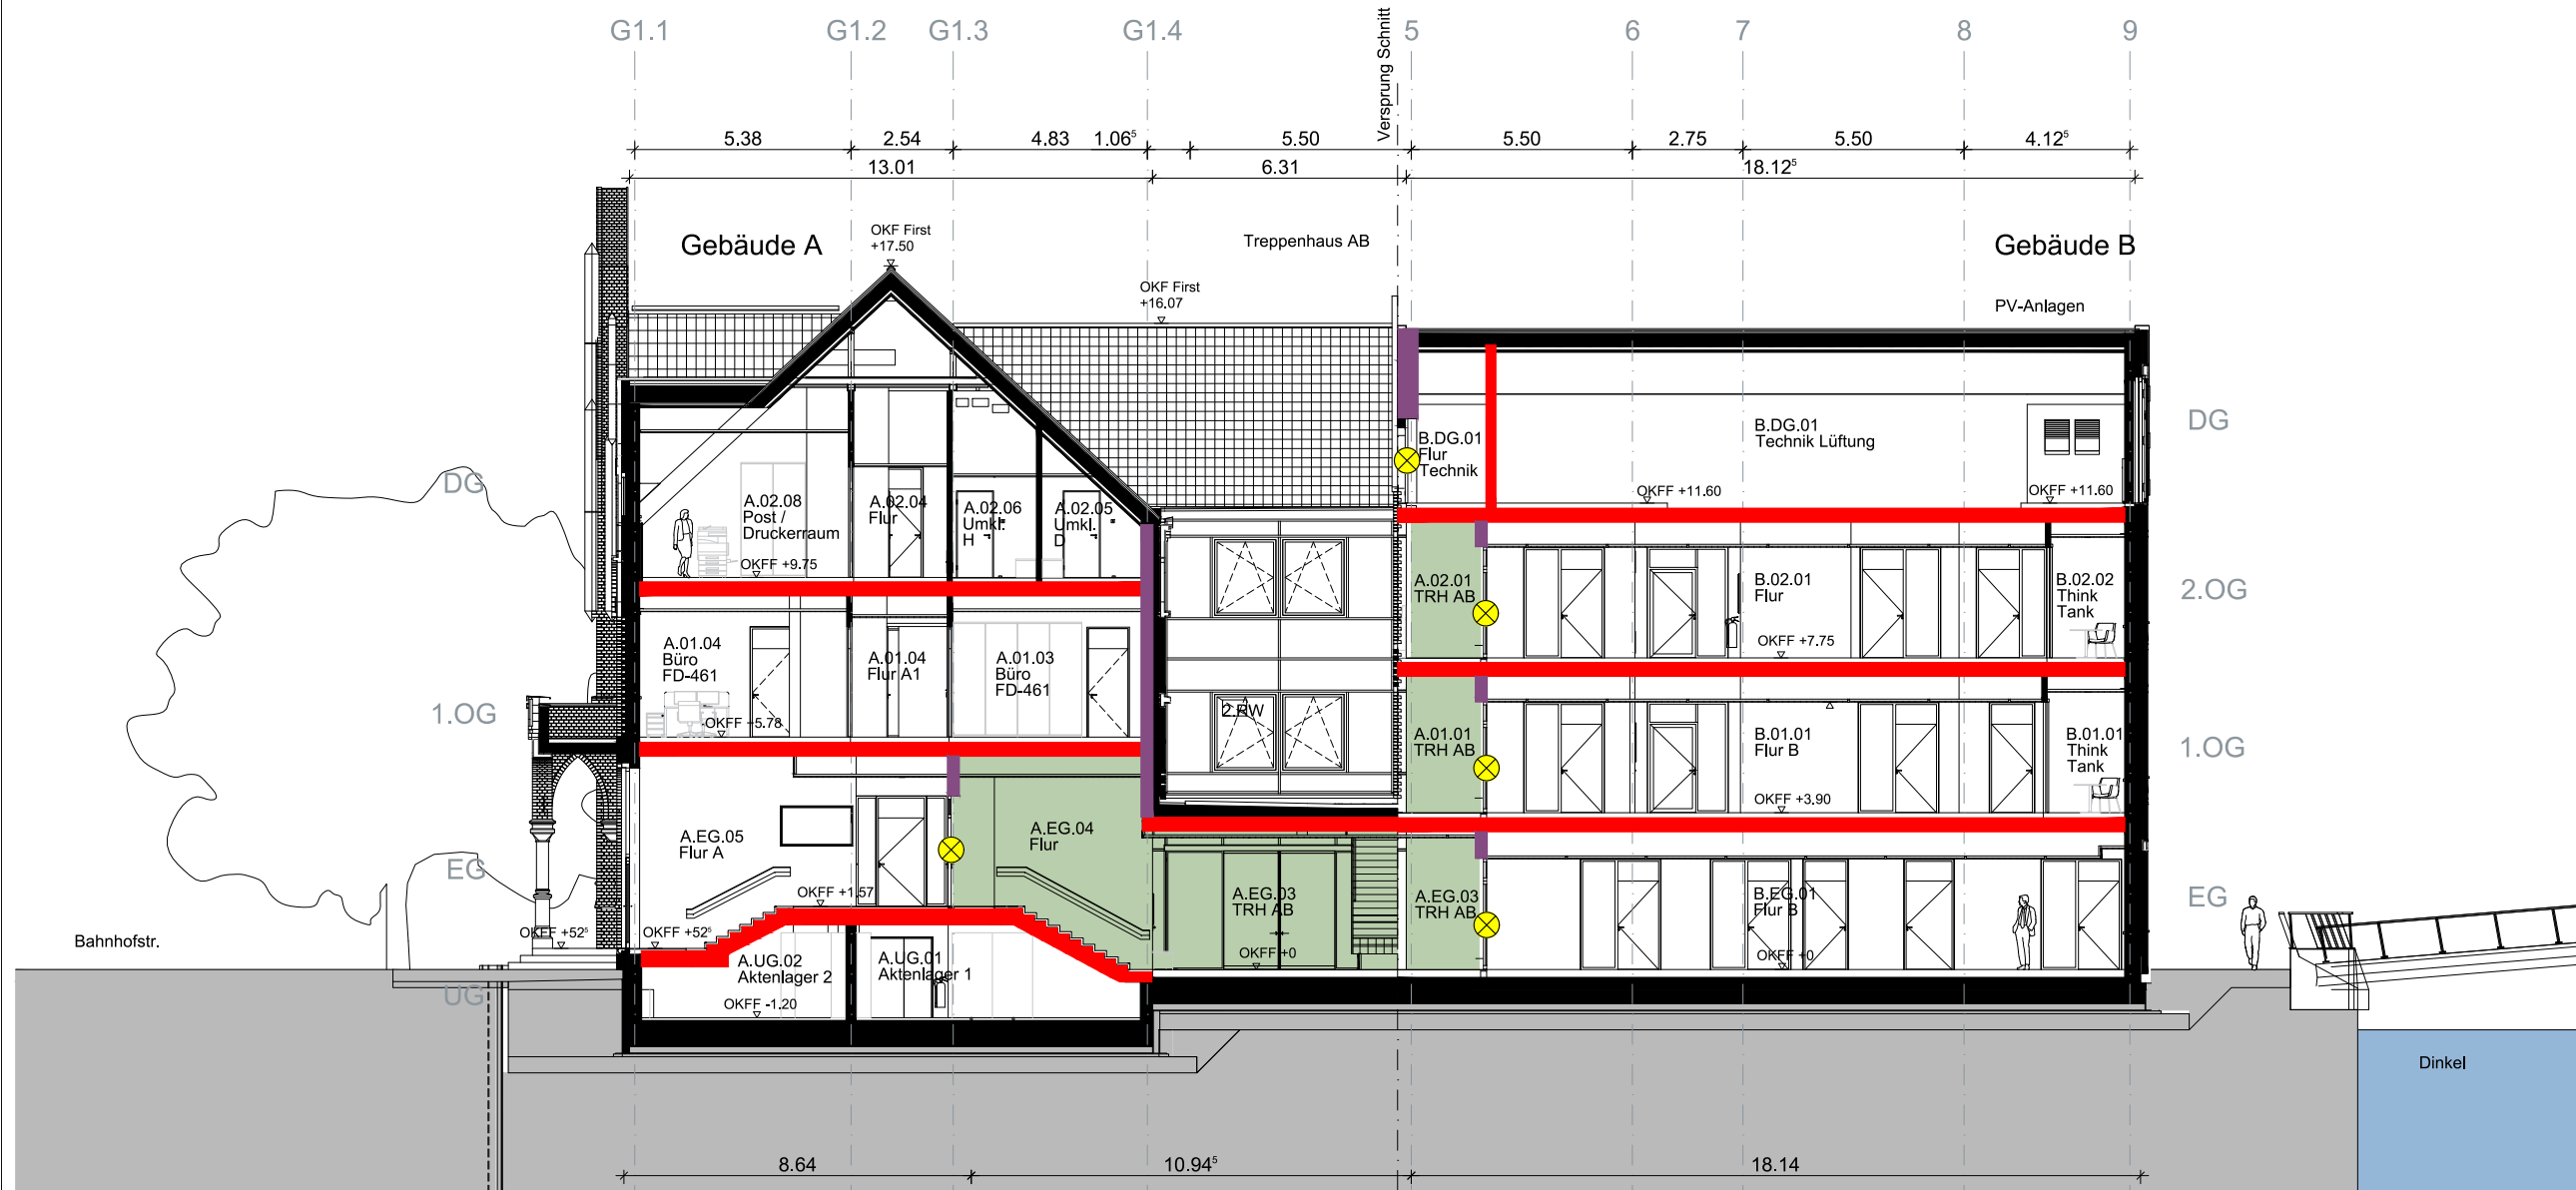 G1.1 G1.2 G1.3 G1.4 5 6 7 8 9
Versprung Schnitt
5.38 2.54 4.83 1.06⁵ 5.50 5.50 2.75 5.50 4.12⁵
13.01 6.31 18.12⁵
Gebäude A
OKF First
+17.50
Treppenhaus AB
Gebäude B
OKF First
+16.07
PV-Anlagen
DG
B.DG.01
Flur
Technik
B.DG.01
Technik Lüftung
OKFF +11.60
OKFF +11.60
DG
A.02.08
Post /
Druckerraum
OKFF +9.75
A.02.04
Flur
A.02.06
Umkl.
H
A.02.05
Umkl.
D
A.02.01
TRH AB
B.02.01
Flur
OKFF +7.75
B.02.02
Think
Tank
2.OG
1.OG
A.01.04
Büro
FD-461
OKFF +5.78
A.01.04
Flur A1
A.01.03
Büro
FD-461
2.RW
A.01.01
TRH AB
B.01.01
Flur B
OKFF +3.90
B.01.01
Think
Tank
1.OG
EG
A.EG.05
Flur A
OKFF +1.57
A.EG.04
Flur
A.EG.03
TRH AB
OKFF +0
A.EG.03
TRH AB
B.EG.01
Flur B
OKFF +0
EG
Bahnhofstr.
OKFF +52⁵
OKFF +52⁵
UG
A.UG.02
Aktenlager 2
OKFF -1.20
A.UG.01
Aktenlager 1
Dinkel
8.64 10.94⁵ 18.14